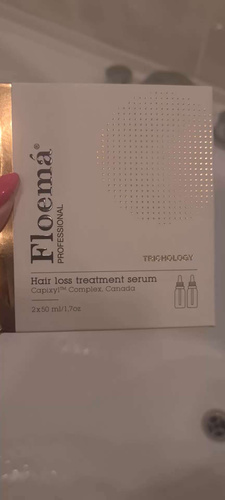 Floemá®
PROFESSIONAL
TRICHOLOGY
Hair loss treatment serum
Capixyl™ Complex, Canada
2x50 ml/1.7oz